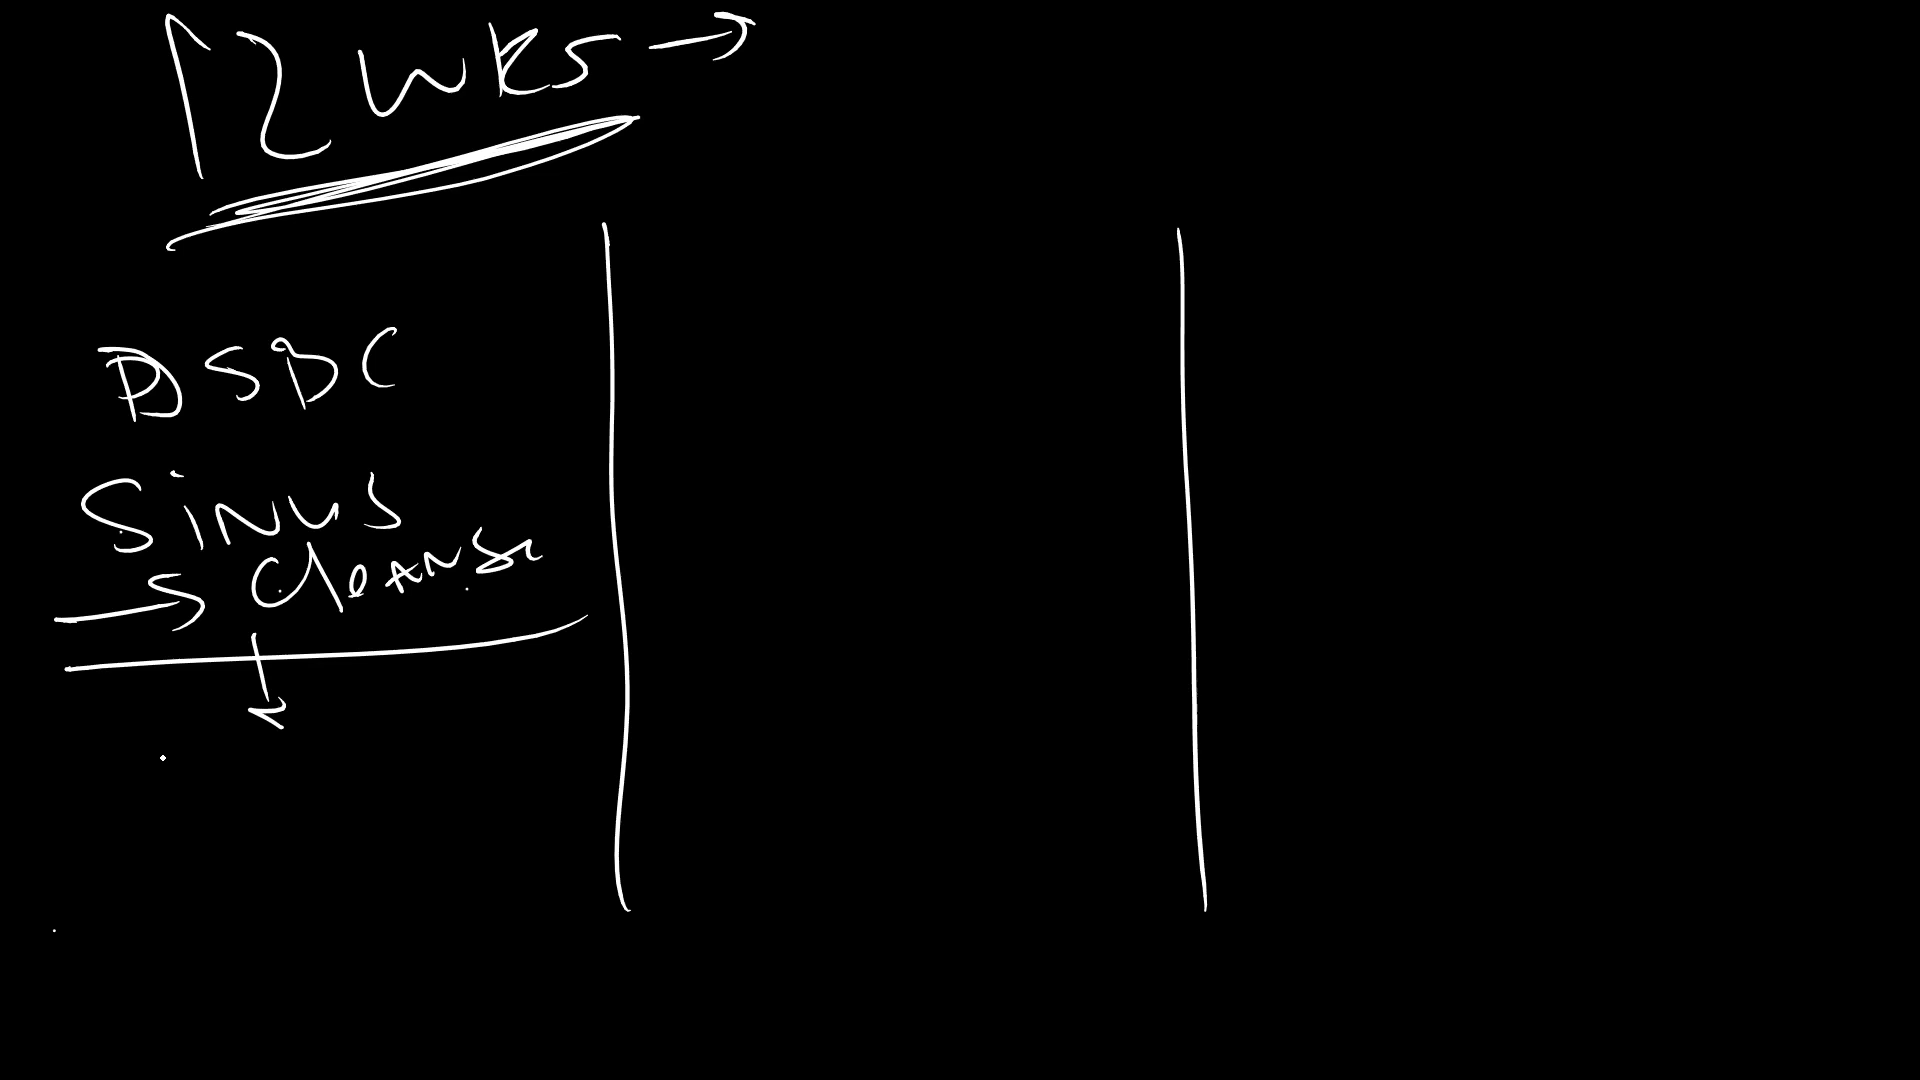 12 WKS →
DSDC
SiNUS
→ CleANSe